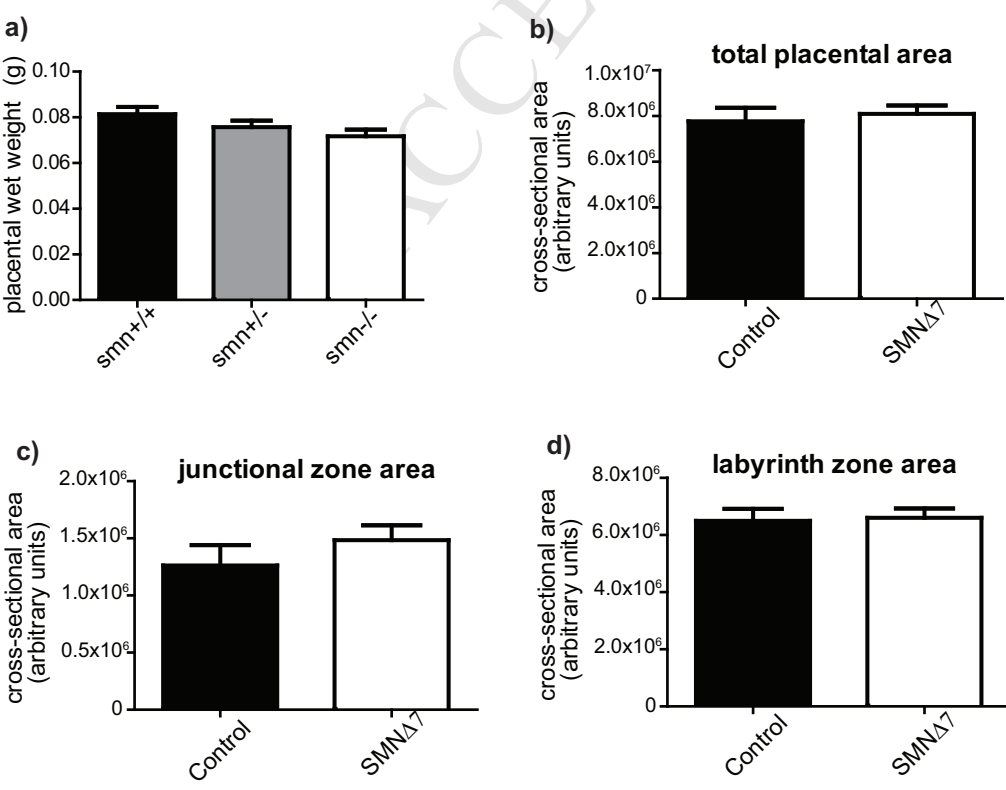 a)
placental wet weight (g)
0.10
0.08
0.06
0.04
0.02
0.00
smn+/+
smn+/-
smn-/-
b)
total placental area
cross-sectional area
(arbitrary units)
1.0x10⁷
8.0x10⁶
6.0x10⁶
4.0x10⁶
2.0x10⁶
0
Control
SMNΔ7
c)
junctional zone area
cross-sectional area
(arbitrary units)
2.0x10⁶
1.5x10⁶
1.0x10⁶
0.5x10⁶
0
Control
SMNΔ7
d)
labyrinth zone area
cross-sectional area
(arbitrary units)
8.0x10⁶
6.0x10⁶
4.0x10⁶
2.0x10⁶
0
Control
SMNΔ7